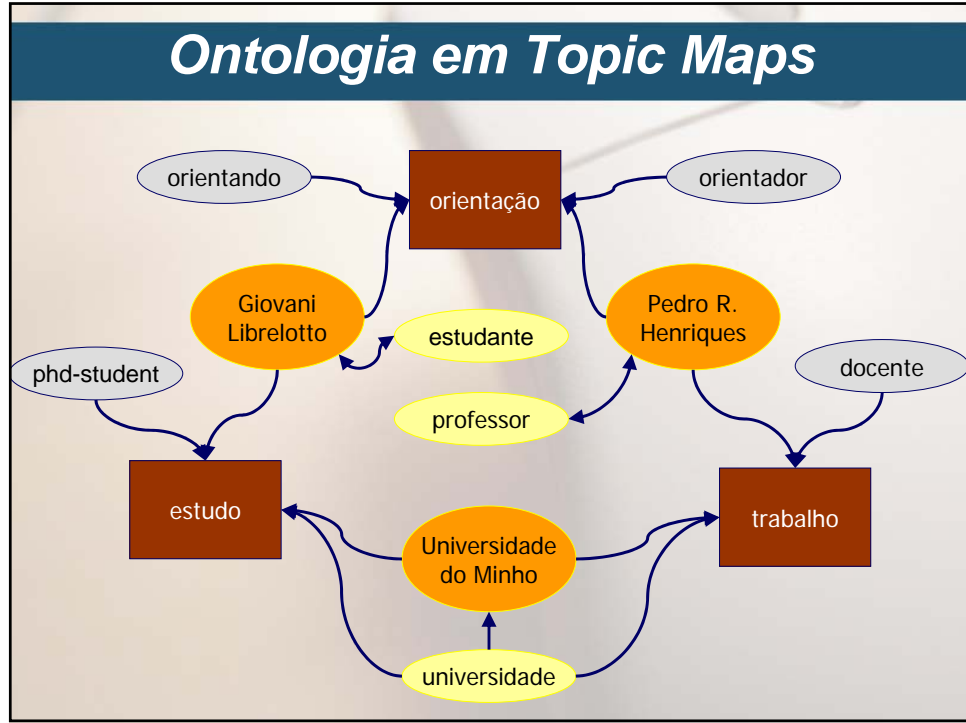 Ontologia em Topic Maps
orientando
orientação
orientador
Giovani
Librelotto
Pedro R.
Henriques
estudante
phd-student
docente
professor
estudo
trabalho
Universidade
do Minho
universidade